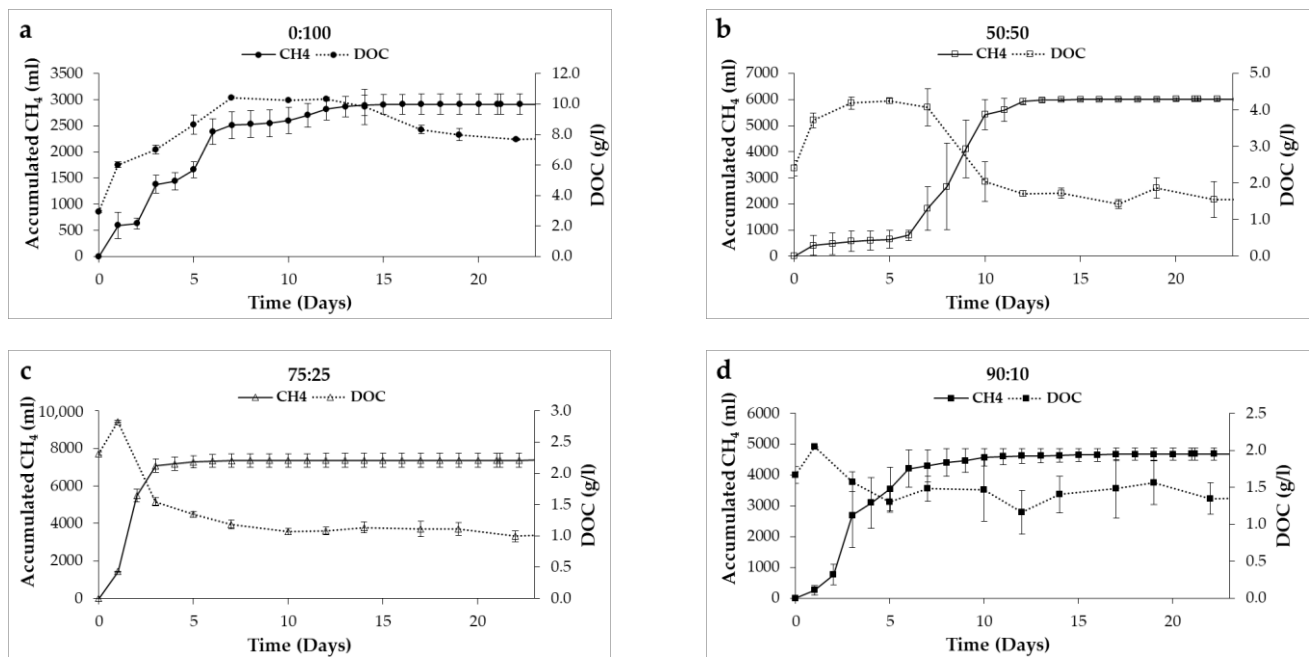 a
0:100
CH4 DOC
3500
3000
2500
2000
1500
1000
500
0
12.0
10.0
8.0
6.0
4.0
2.0
0.0
0 5 10 15 20
Accumulated CH₄ (ml)
DOC (g/l)
Time (Days)
b
50:50
CH4 DOC
7000
6000
5000
4000
3000
2000
1000
0
5.0
4.0
3.0
2.0
1.0
0.0
0 5 10 15 20
Accumulated CH₄ (ml)
DOC (g/l)
Time (Days)
c
75:25
CH4 DOC
10,000
8000
6000
4000
2000
0
3.0
2.5
2.0
1.5
1.0
0.5
0.0
0 5 10 15 20
Accumulated CH₄ (ml)
DOC (g/l)
Time (Days)
d
90:10
CH4 DOC
6000
5000
4000
3000
2000
1000
0
2.5
2.0
1.5
1.0
0.5
0.0
0 5 10 15 20
Accumulated CH₄ (ml)
DOC (g/l)
Time (Days)